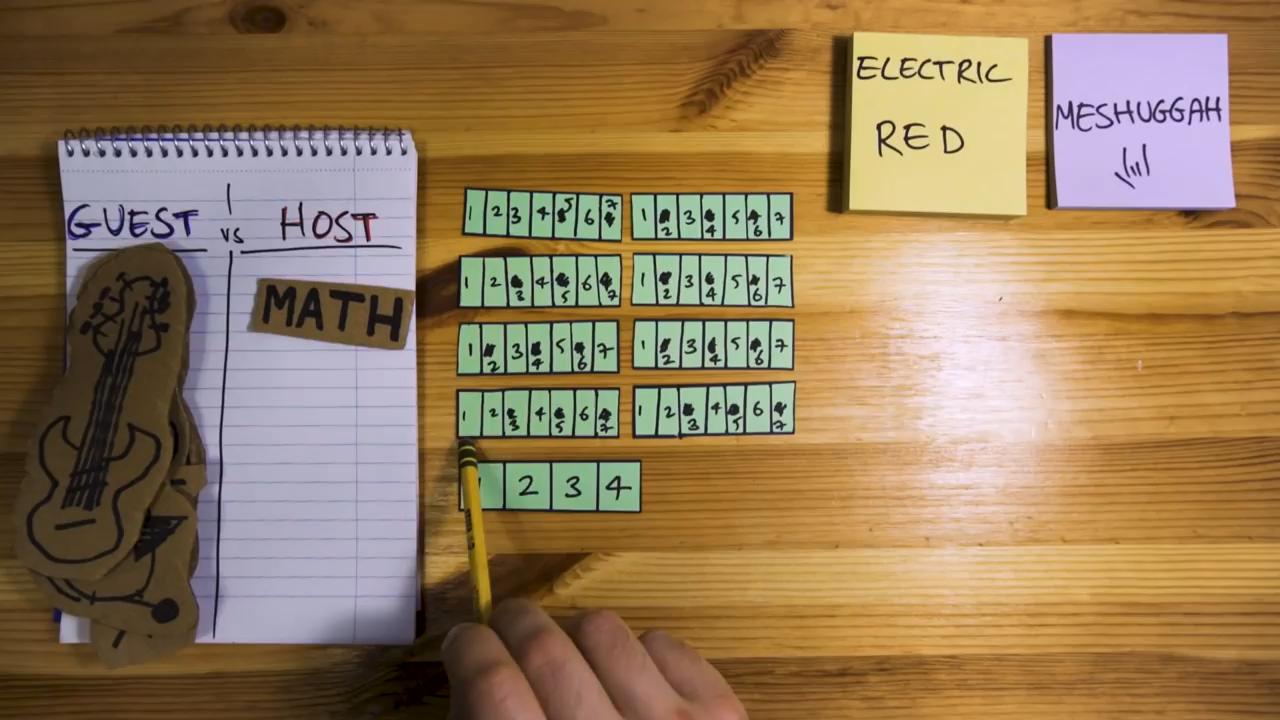 ELECTRIC
RED
MESHUGGAH
GUEST vs HOST
MATH
1 2 3 4 5 6 7
1 2 3 4 5 6 7
1 2 3 4 5 6 7
1 2 3 4 5 6 7
1 2 3 4 5 6 7
1 2 3 4 5 6 7
1 2 3 4 5 6 7
1 2 3 4 5 6 7
2 3 4